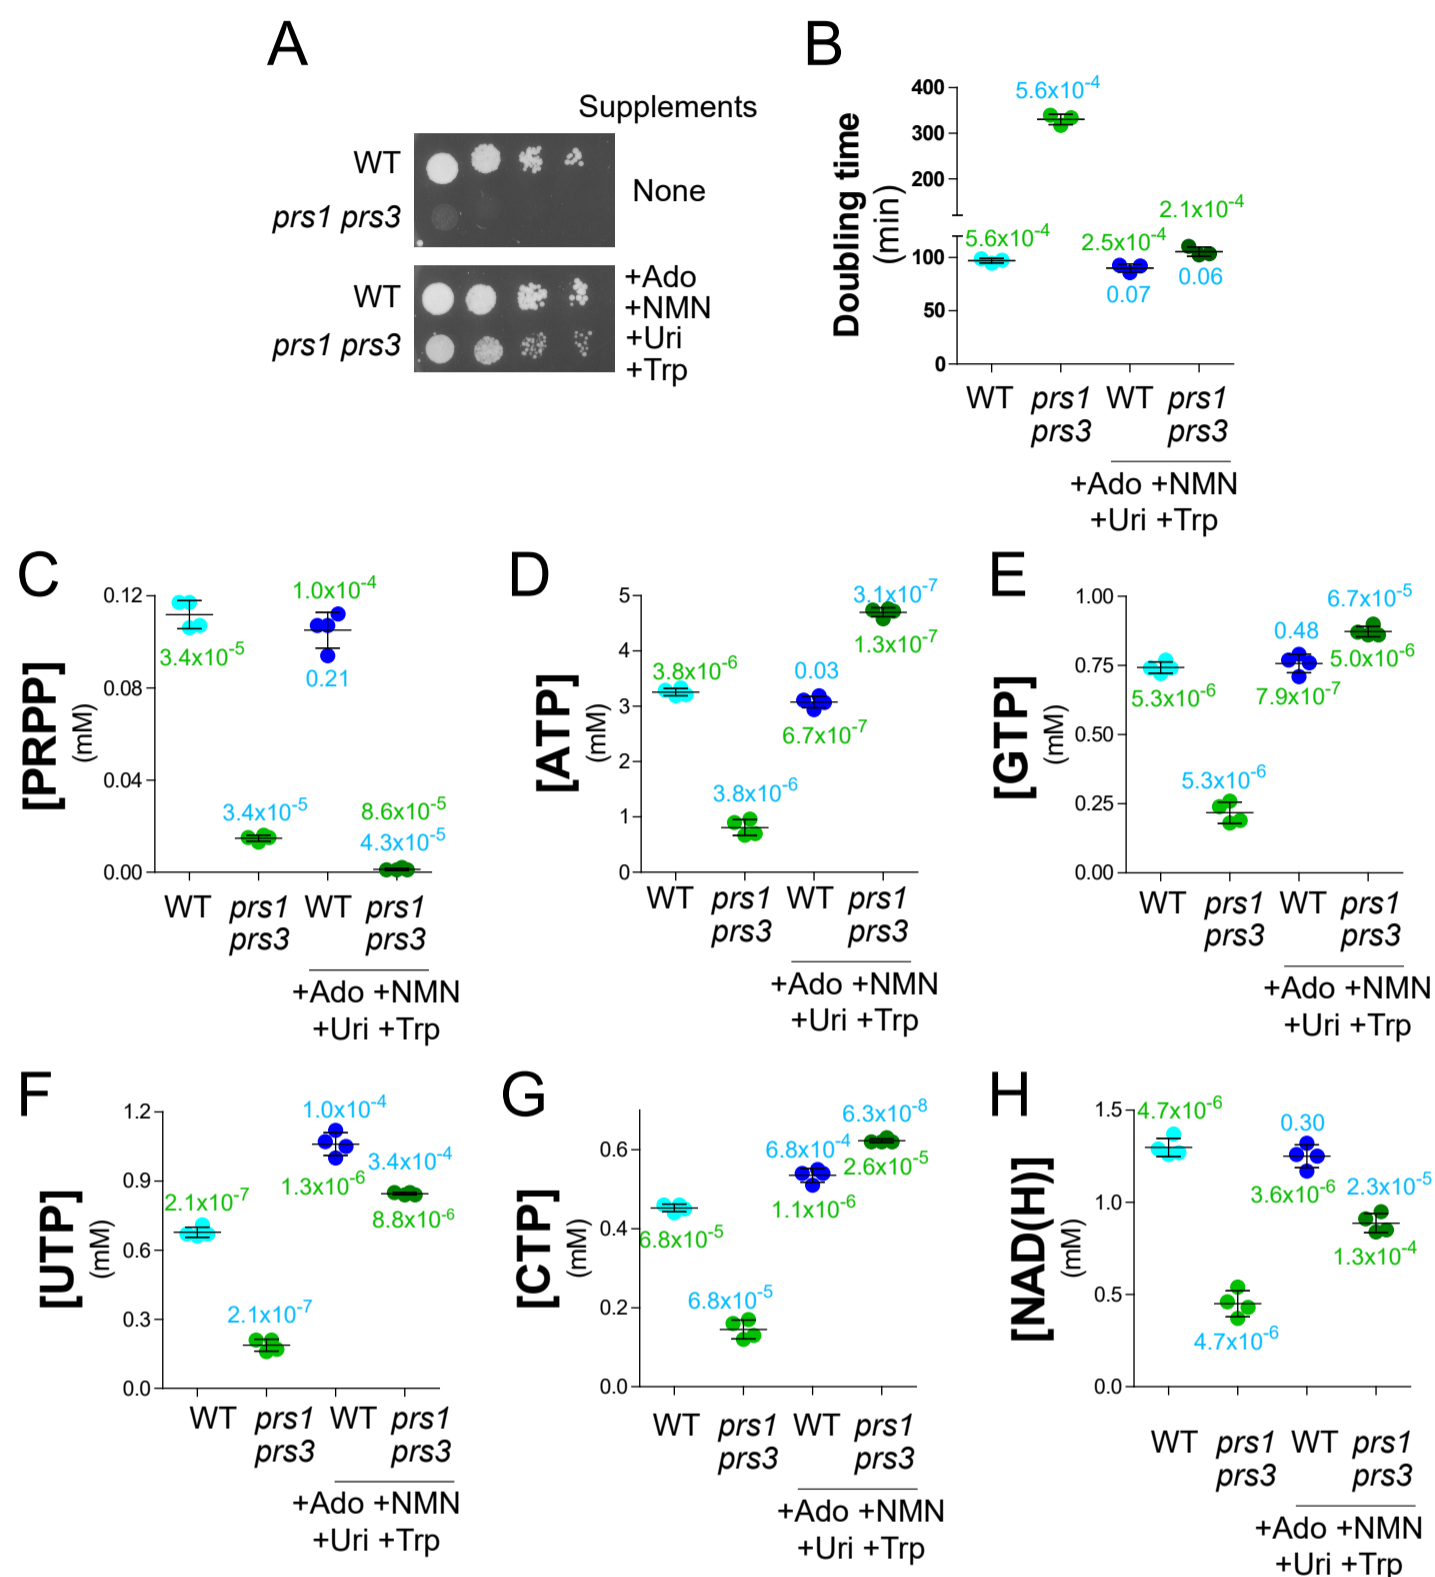 A
Supplements
WT
prs1 prs3
None
WT
prs1 prs3
+Ado
+NMN
+Uri
+Trp
B
Doubling time
(min)
400
300
200
100
50
0
5.6x10-4
5.6x10-4
2.5x10-4
0.07
2.1x10-4
0.06
WT prs1 WT prs1
prs3 prs3
+Ado +NMN
+Uri +Trp
C
[PRPP]
(mM)
0.12
0.08
0.04
0.00
3.4x10-5
3.4x10-5
1.0x10-4
0.21
8.6x10-5
4.3x10-5
WT prs1 WT prs1
prs3 prs3
+Ado +NMN
+Uri +Trp
D
[ATP]
(mM)
5
4
3
2
1
0
3.8x10-6
3.8x10-6
0.03
6.7x10-7
3.1x10-7
1.3x10-7
WT prs1 WT prs1
prs3 prs3
+Ado +NMN
+Uri +Trp
E
[GTP]
(mM)
1.00
0.75
0.50
0.25
0.00
5.3x10-6
5.3x10-6
0.48
7.9x10-7
6.7x10-5
5.0x10-6
WT prs1 WT prs1
prs3 prs3
+Ado +NMN
+Uri +Trp
F
[UTP]
(mM)
1.2
0.9
0.6
0.3
0.0
2.1x10-7
2.1x10-7
1.0x10-4
1.3x10-6
3.4x10-4
8.8x10-6
WT prs1 WT prs1
prs3 prs3
+Ado +NMN
+Uri +Trp
G
[CTP]
(mM)
0.6
0.4
0.2
0.0
6.8x10-5
6.8x10-5
6.8x10-4
1.1x10-6
6.3x10-8
2.6x10-5
WT prs1 WT prs1
prs3 prs3
+Ado +NMN
+Uri +Trp
H
[NAD(H)]
(mM)
1.5
1.0
0.5
0.0
4.7x10-6
4.7x10-6
0.30
3.6x10-6
2.3x10-5
1.3x10-4
WT prs1 WT prs1
prs3 prs3
+Ado +NMN
+Uri +Trp